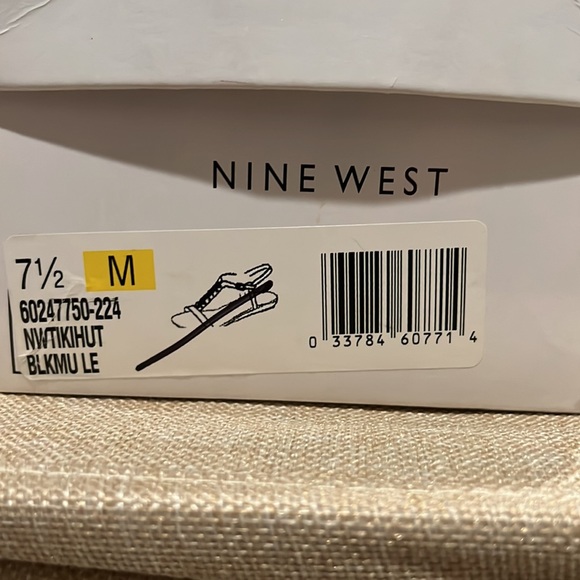 NINE WEST
7½ M
60247750-224
NWTIKIHUT
BLKMU LE
0 33784 60771 4